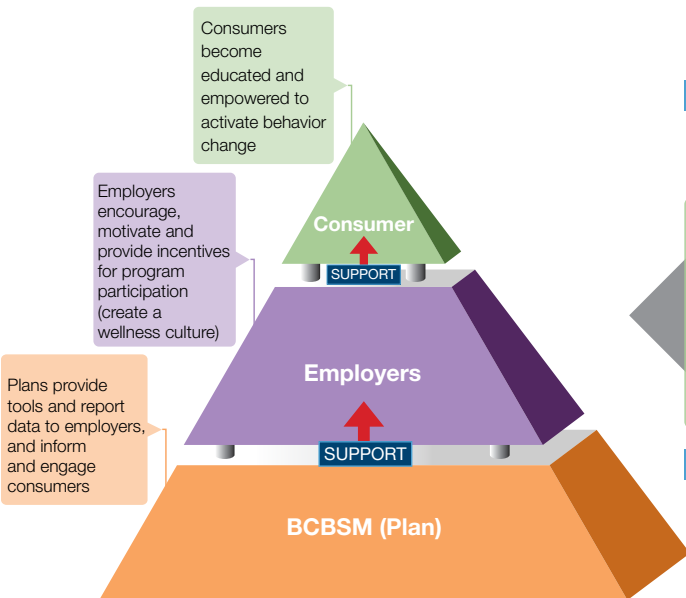 Consumers
become
educated and
empowered to
activate behavior
change
Employers
encourage,
motivate and
provide incentives
for program
participation
(create a
wellness culture)
Plans provide
tools and report
data to employers,
and inform
and engage
consumers
Consumer
SUPPORT
Employers
SUPPORT
BCBSM (Plan)